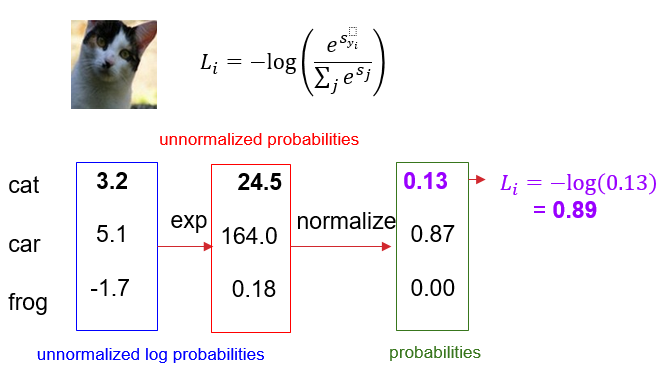 L_i = −log(e^{s_{y_i}} / ∑_j e^{s_j})
unnormalized probabilities
cat 3.2 24.5 0.13 L_i = −log(0.13)
= 0.89
exp normalize
car 5.1 164.0 0.87
frog -1.7 0.18 0.00
unnormalized log probabilities probabilities